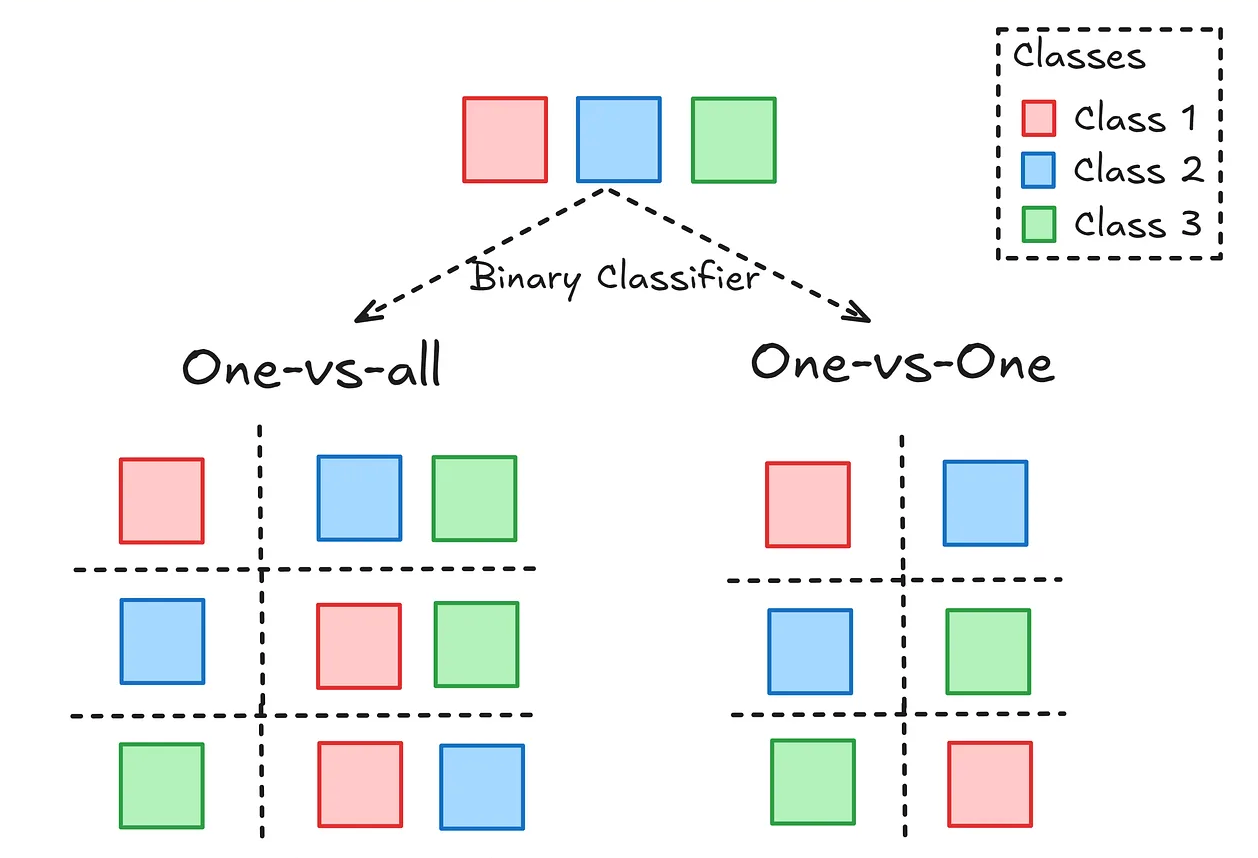 Classes
Class 1
Class 2
Class 3
Binary Classifier
One-vs-all
One-vs-One